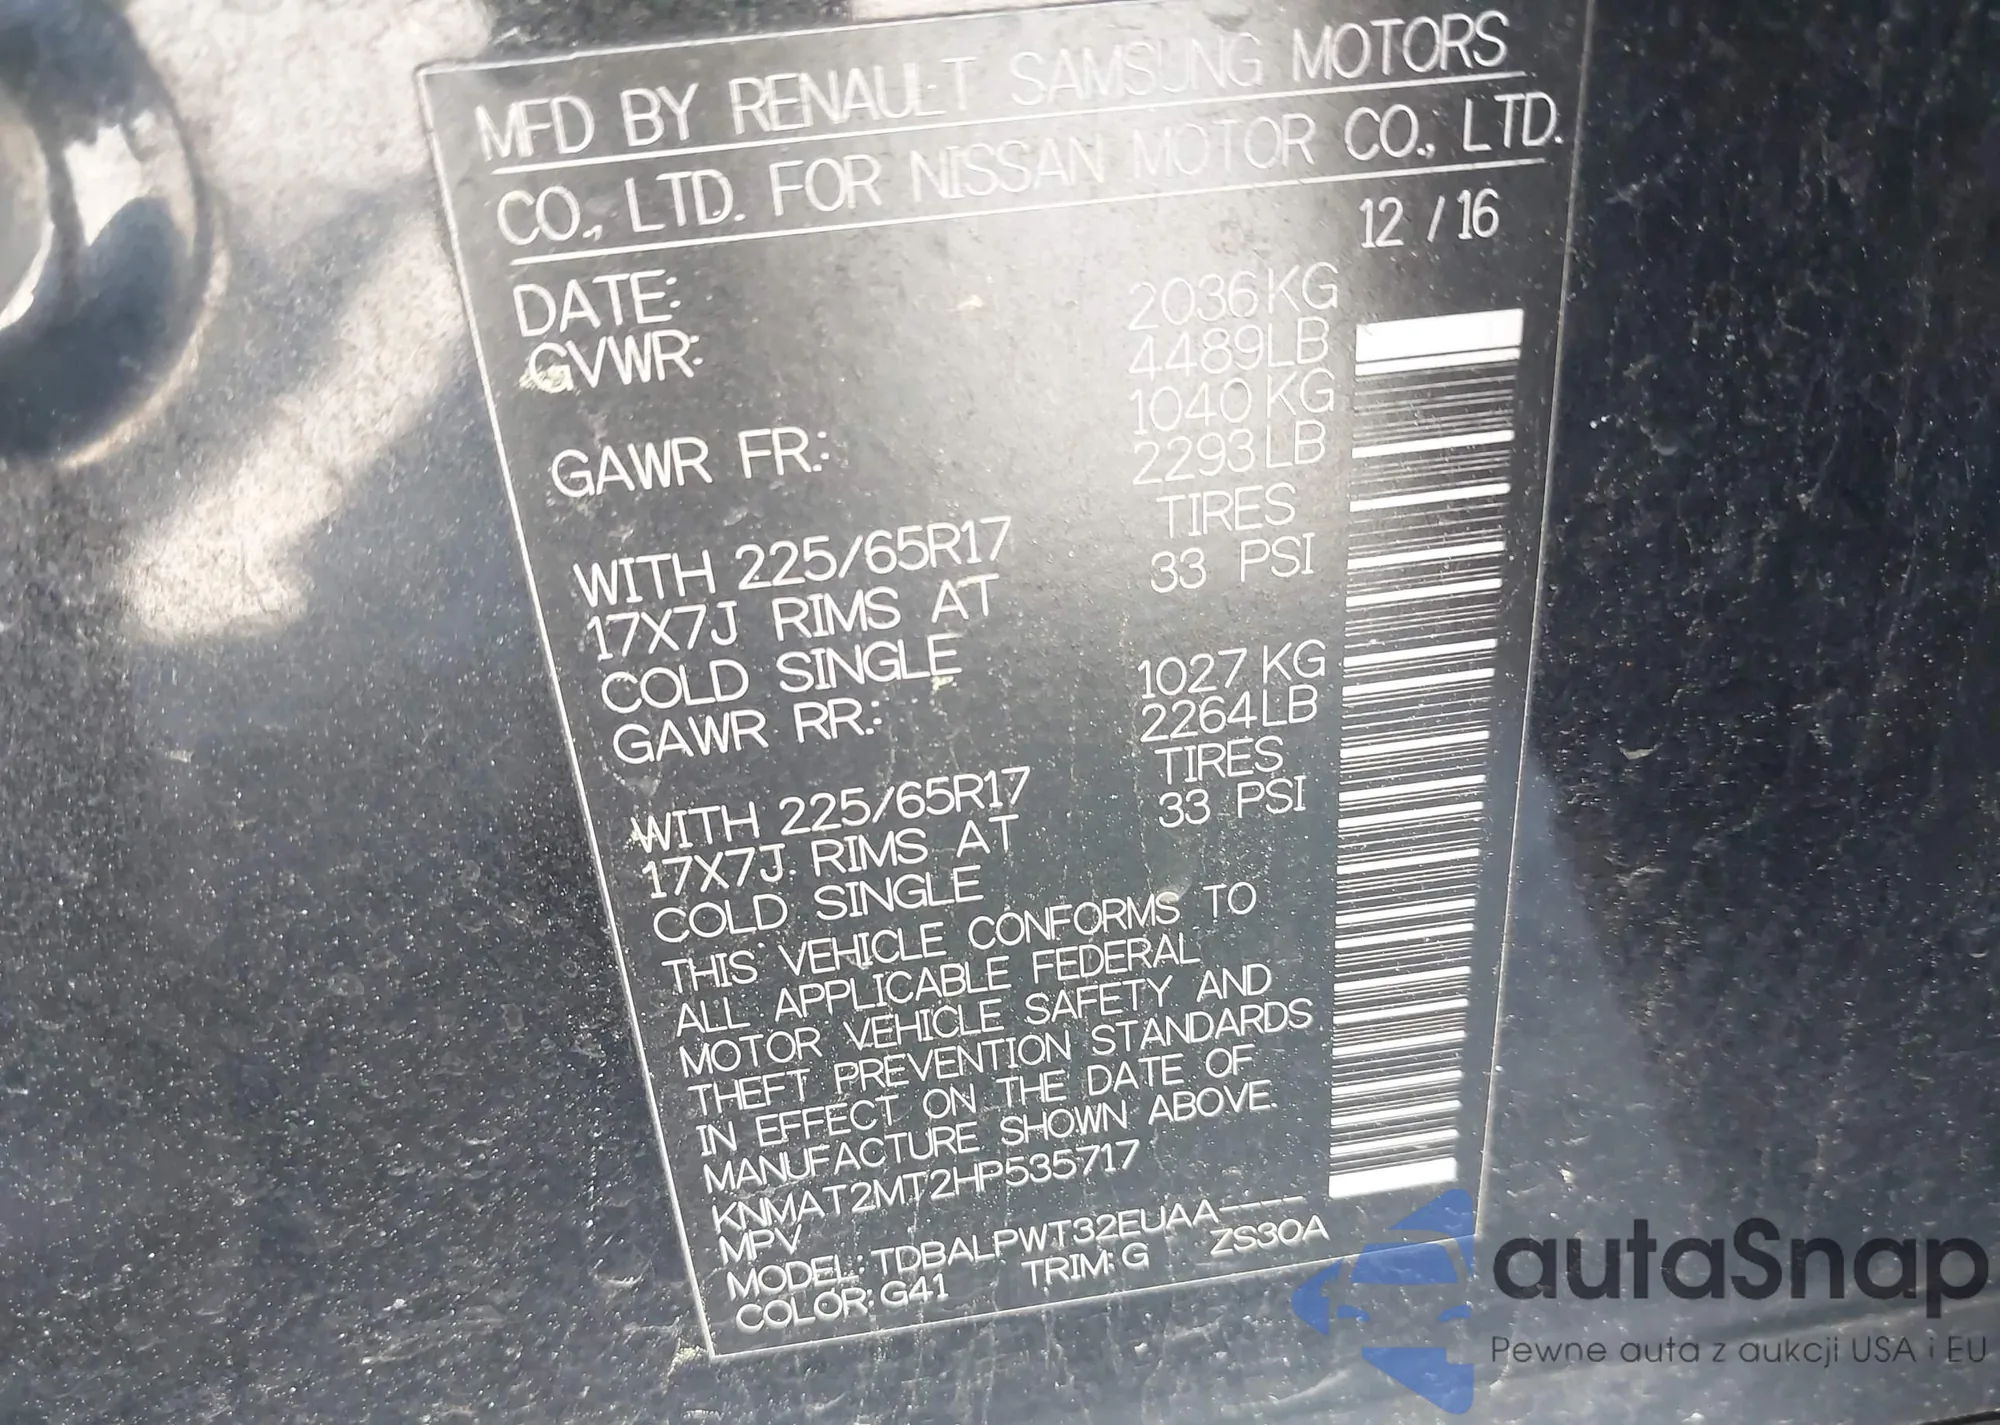 MFD BY RENAULT SAMSUNG MOTORS
CO., LTD. FOR NISSAN MOTOR CO., LTD.
DATE: 12 / 16
GVWR: 2036KG
4489LB
GAWR FR.: 1040KG
2293LB
WITH 225/65R17 TIRES
17X7J RIMS AT 33 PSI
COLD SINGLE
GAWR RR.: 1027KG
2264LB
WITH 225/65R17 TIRES
17X7J RIMS AT 33 PSI
COLD SINGLE
THIS VEHICLE CONFORMS TO
ALL APPLICABLE FEDERAL
MOTOR VEHICLE SAFETY AND
THEFT PREVENTION STANDARDS
IN EFFECT ON THE DATE OF
MANUFACTURE SHOWN ABOVE.
KNMAT2MT2HP535717
MPV
MODEL: TDBALPWT32EUAA----
COLOR: G41 TRIM: G ZS30A
autaSnap
Pewne auta z aukcji USA i EU